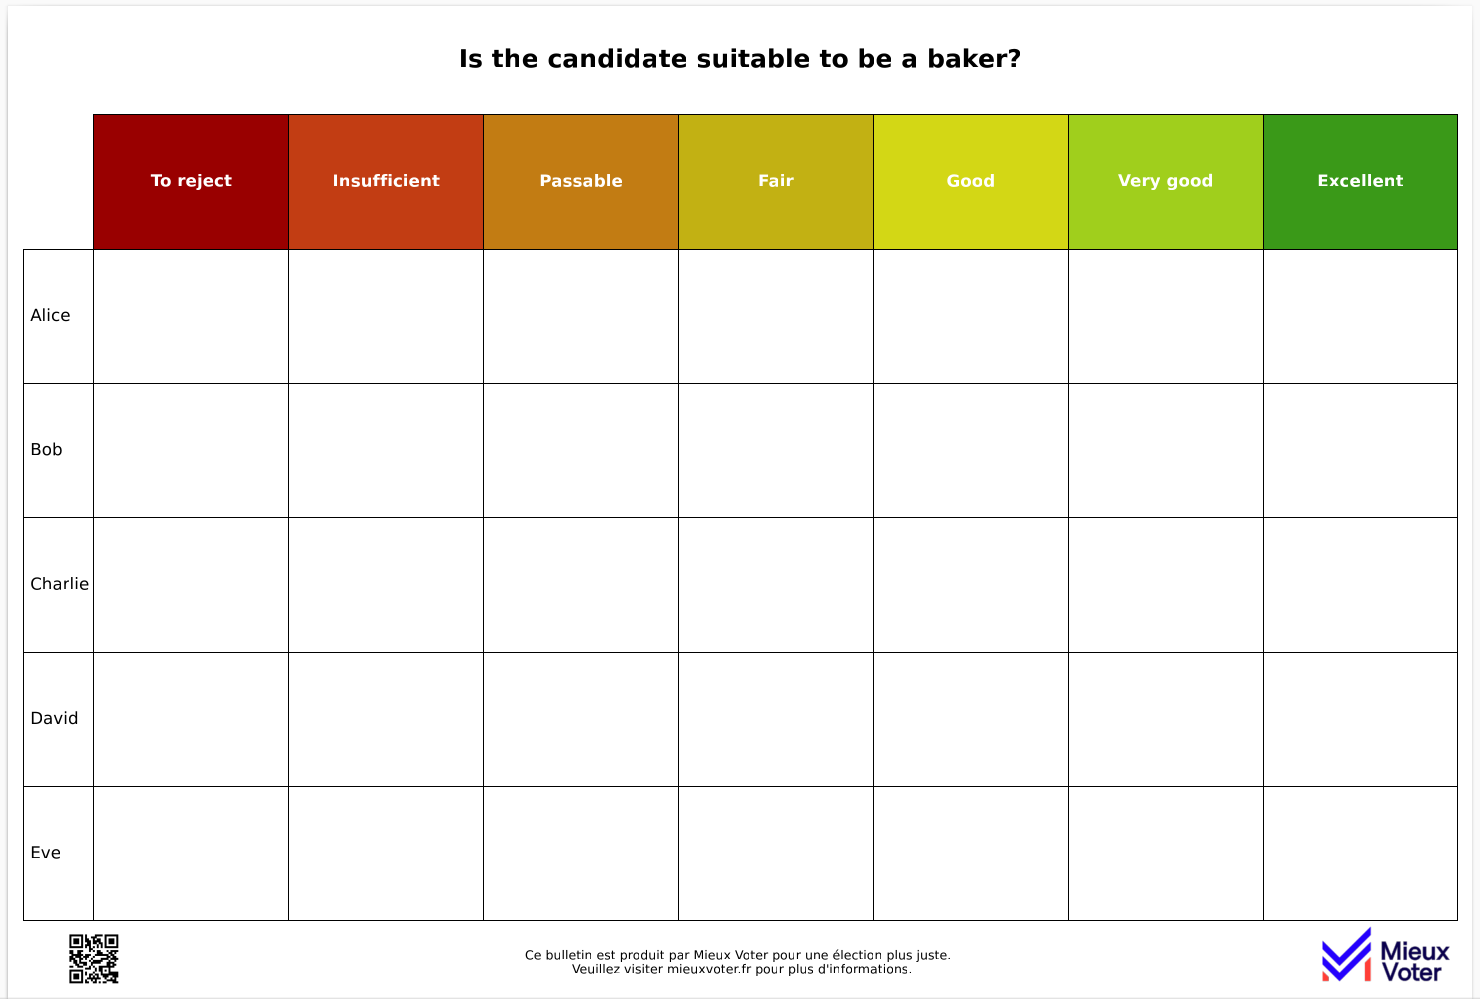 Is the candidate suitable to be a baker?
To reject Insufficient Passable Fair Good Very good Excellent
Alice
Bob
Charlie
David
Eve
Ce bulletin est produit par Mieux Voter pour une élection plus juste.
Veuillez visiter mieuxvoter.fr pour plus d'informations.
Mieux
Voter